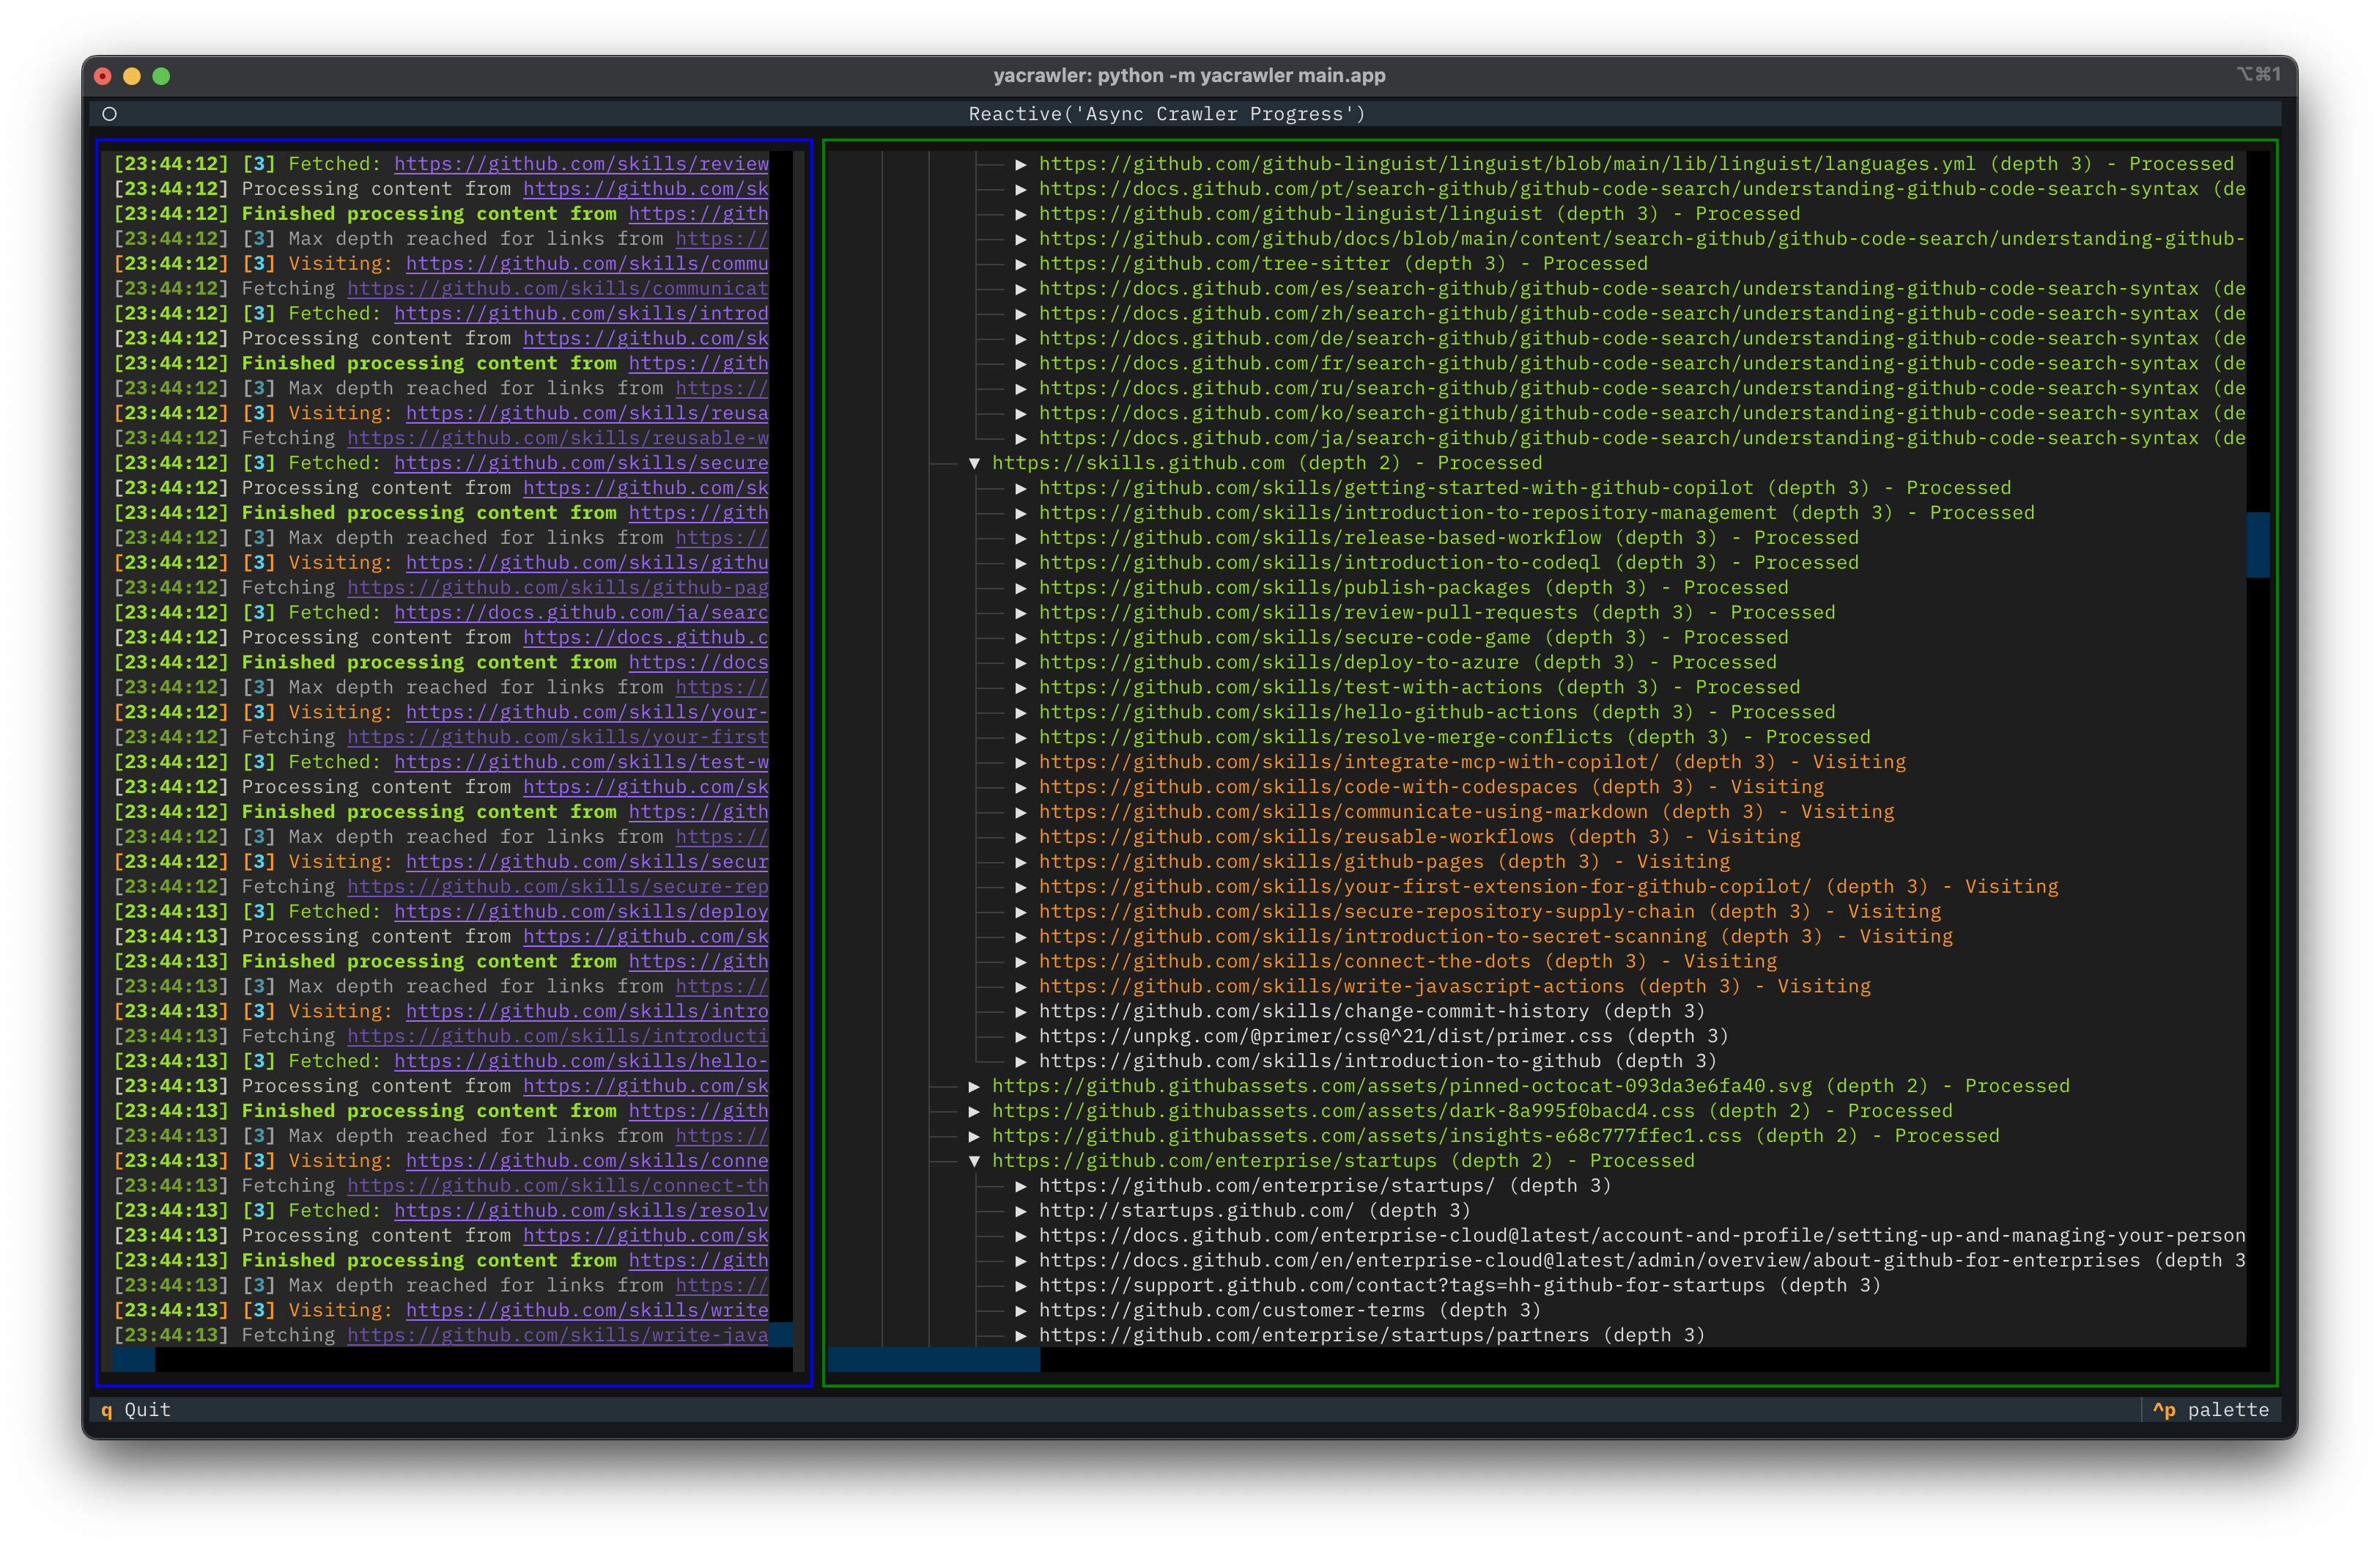 yacrawler: python -m yacrawler main.app
⌥⌘1
Reactive('Async Crawler Progress')
[23:44:12] [3] Fetched: https://github.com/skills/review
[23:44:12] Processing content from https://github.com/sk
[23:44:12] Finished processing content from https://gith
[23:44:12] [3] Max depth reached for links from https://
[23:44:12] [3] Visiting: https://github.com/skills/commu
[23:44:12] Fetching https://github.com/skills/communicat
[23:44:12] [3] Fetched: https://github.com/skills/introd
[23:44:12] Processing content from https://github.com/sk
[23:44:12] Finished processing content from https://gith
[23:44:12] [3] Max depth reached for links from https://
[23:44:12] [3] Visiting: https://github.com/skills/reusa
[23:44:12] Fetching https://github.com/skills/reusable-w
[23:44:12] [3] Fetched: https://github.com/skills/secure
[23:44:12] Processing content from https://github.com/sk
[23:44:12] Finished processing content from https://gith
[23:44:12] [3] Max depth reached for links from https://
[23:44:12] [3] Visiting: https://github.com/skills/githu
[23:44:12] Fetching https://github.com/skills/github-pag
[23:44:12] [3] Fetched: https://docs.github.com/ja/searc
[23:44:12] Processing content from https://docs.github.c
[23:44:12] Finished processing content from https://docs
[23:44:12] [3] Max depth reached for links from https://
[23:44:12] [3] Visiting: https://github.com/skills/your-
[23:44:12] Fetching https://github.com/skills/your-first
[23:44:12] [3] Fetched: https://github.com/skills/test-w
[23:44:12] Processing content from https://github.com/sk
[23:44:12] Finished processing content from https://gith
[23:44:12] [3] Max depth reached for links from https://
[23:44:12] [3] Visiting: https://github.com/skills/secur
[23:44:12] Fetching https://github.com/skills/secure-rep
[23:44:13] [3] Fetched: https://github.com/skills/deploy
[23:44:13] Processing content from https://github.com/sk
[23:44:13] Finished processing content from https://gith
[23:44:13] [3] Max depth reached for links from https://
[23:44:13] [3] Visiting: https://github.com/skills/intro
[23:44:13] Fetching https://github.com/skills/introducti
[23:44:13] [3] Fetched: https://github.com/skills/hello-
[23:44:13] Processing content from https://github.com/sk
[23:44:13] Finished processing content from https://gith
[23:44:13] [3] Max depth reached for links from https://
[23:44:13] [3] Visiting: https://github.com/skills/conne
[23:44:13] Fetching https://github.com/skills/connect-th
[23:44:13] [3] Fetched: https://github.com/skills/resolv
[23:44:13] Processing content from https://github.com/sk
[23:44:13] Finished processing content from https://gith
[23:44:13] [3] Max depth reached for links from https://
[23:44:13] [3] Visiting: https://github.com/skills/write
[23:44:13] Fetching https://github.com/skills/write-java
▶ https://github.com/github-linguist/linguist/blob/main/lib/linguist/languages.yml (depth 3) - Processed
▶ https://docs.github.com/pt/search-github/github-code-search/understanding-github-code-search-syntax (de
▶ https://github.com/github-linguist/linguist (depth 3) - Processed
▶ https://github.com/github/docs/blob/main/content/search-github/github-code-search/understanding-github-
▶ https://github.com/tree-sitter (depth 3) - Processed
▶ https://docs.github.com/es/search-github/github-code-search/understanding-github-code-search-syntax (de
▶ https://docs.github.com/zh/search-github/github-code-search/understanding-github-code-search-syntax (de
▶ https://docs.github.com/de/search-github/github-code-search/understanding-github-code-search-syntax (de
▶ https://docs.github.com/fr/search-github/github-code-search/understanding-github-code-search-syntax (de
▶ https://docs.github.com/ru/search-github/github-code-search/understanding-github-code-search-syntax (de
▶ https://docs.github.com/ko/search-github/github-code-search/understanding-github-code-search-syntax (de
▶ https://docs.github.com/ja/search-github/github-code-search/understanding-github-code-search-syntax (de
▼ https://skills.github.com (depth 2) - Processed
▶ https://github.com/skills/getting-started-with-github-copilot (depth 3) - Processed
▶ https://github.com/skills/introduction-to-repository-management (depth 3) - Processed
▶ https://github.com/skills/release-based-workflow (depth 3) - Processed
▶ https://github.com/skills/introduction-to-codeql (depth 3) - Processed
▶ https://github.com/skills/publish-packages (depth 3) - Processed
▶ https://github.com/skills/review-pull-requests (depth 3) - Processed
▶ https://github.com/skills/secure-code-game (depth 3) - Processed
▶ https://github.com/skills/deploy-to-azure (depth 3) - Processed
▶ https://github.com/skills/test-with-actions (depth 3) - Processed
▶ https://github.com/skills/hello-github-actions (depth 3) - Processed
▶ https://github.com/skills/resolve-merge-conflicts (depth 3) - Processed
▶ https://github.com/skills/integrate-mcp-with-copilot/ (depth 3) - Visiting
▶ https://github.com/skills/code-with-codespaces (depth 3) - Visiting
▶ https://github.com/skills/communicate-using-markdown (depth 3) - Visiting
▶ https://github.com/skills/reusable-workflows (depth 3) - Visiting
▶ https://github.com/skills/github-pages (depth 3) - Visiting
▶ https://github.com/skills/your-first-extension-for-github-copilot/ (depth 3) - Visiting
▶ https://github.com/skills/secure-repository-supply-chain (depth 3) - Visiting
▶ https://github.com/skills/introduction-to-secret-scanning (depth 3) - Visiting
▶ https://github.com/skills/connect-the-dots (depth 3) - Visiting
▶ https://github.com/skills/write-javascript-actions (depth 3) - Visiting
▶ https://github.com/skills/change-commit-history (depth 3)
▶ https://unpkg.com/@primer/css@^21/dist/primer.css (depth 3)
▶ https://github.com/skills/introduction-to-github (depth 3)
▶ https://github.githubassets.com/assets/pinned-octocat-093da3e6fa40.svg (depth 2) - Processed
▶ https://github.githubassets.com/assets/dark-8a995f0bacd4.css (depth 2) - Processed
▶ https://github.githubassets.com/assets/insights-e68c777ffec1.css (depth 2) - Processed
▼ https://github.com/enterprise/startups (depth 2) - Processed
▶ https://github.com/enterprise/startups/ (depth 3)
▶ http://startups.github.com/ (depth 3)
▶ https://docs.github.com/enterprise-cloud@latest/account-and-profile/setting-up-and-managing-your-person
▶ https://docs.github.com/en/enterprise-cloud@latest/admin/overview/about-github-for-enterprises (depth 3
▶ https://support.github.com/contact?tags=hh-github-for-startups (depth 3)
▶ https://github.com/customer-terms (depth 3)
▶ https://github.com/enterprise/startups/partners (depth 3)
q Quit
^p palette